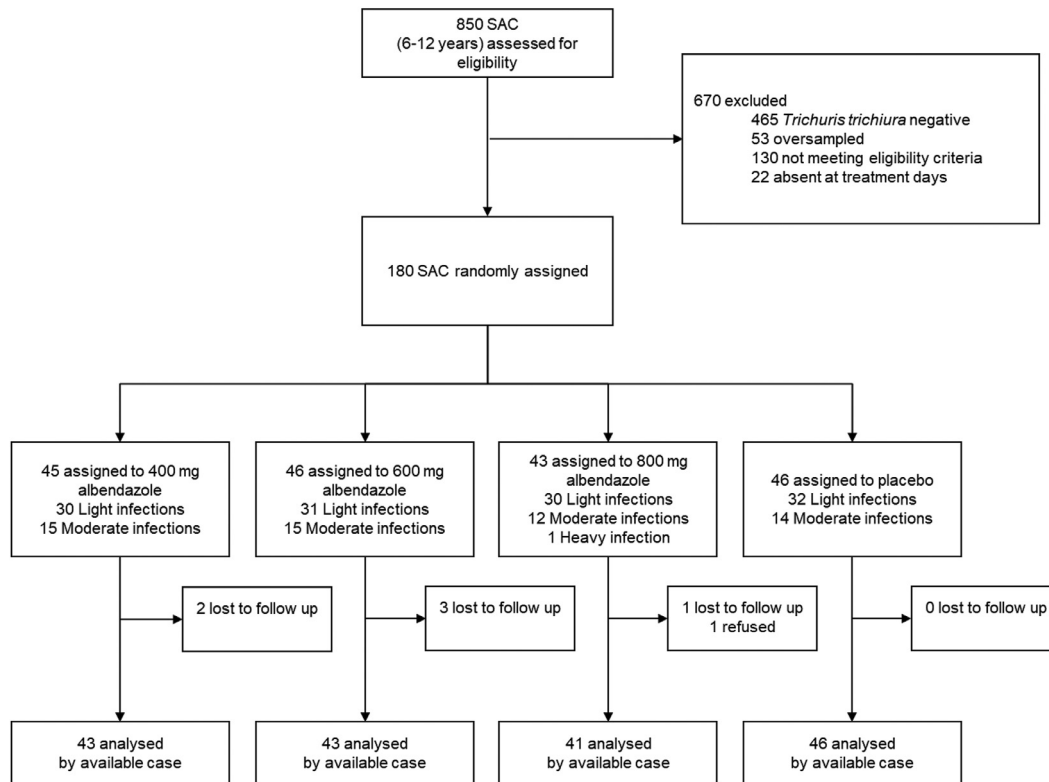 850 SAC
(6-12 years) assessed for
eligibility
670 excluded
465 Trichuris trichiura negative
53 oversampled
130 not meeting eligibility criteria
22 absent at treatment days
180 SAC randomly assigned
45 assigned to 400 mg
albendazole
30 Light infections
15 Moderate infections
46 assigned to 600 mg
albendazole
31 Light infections
15 Moderate infections
43 assigned to 800 mg
albendazole
30 Light infections
12 Moderate infections
1 Heavy infection
46 assigned to placebo
32 Light infections
14 Moderate infections
2 lost to follow up
3 lost to follow up
1 lost to follow up
1 refused
0 lost to follow up
43 analysed
by available case
43 analysed
by available case
41 analysed
by available case
46 analysed
by available case